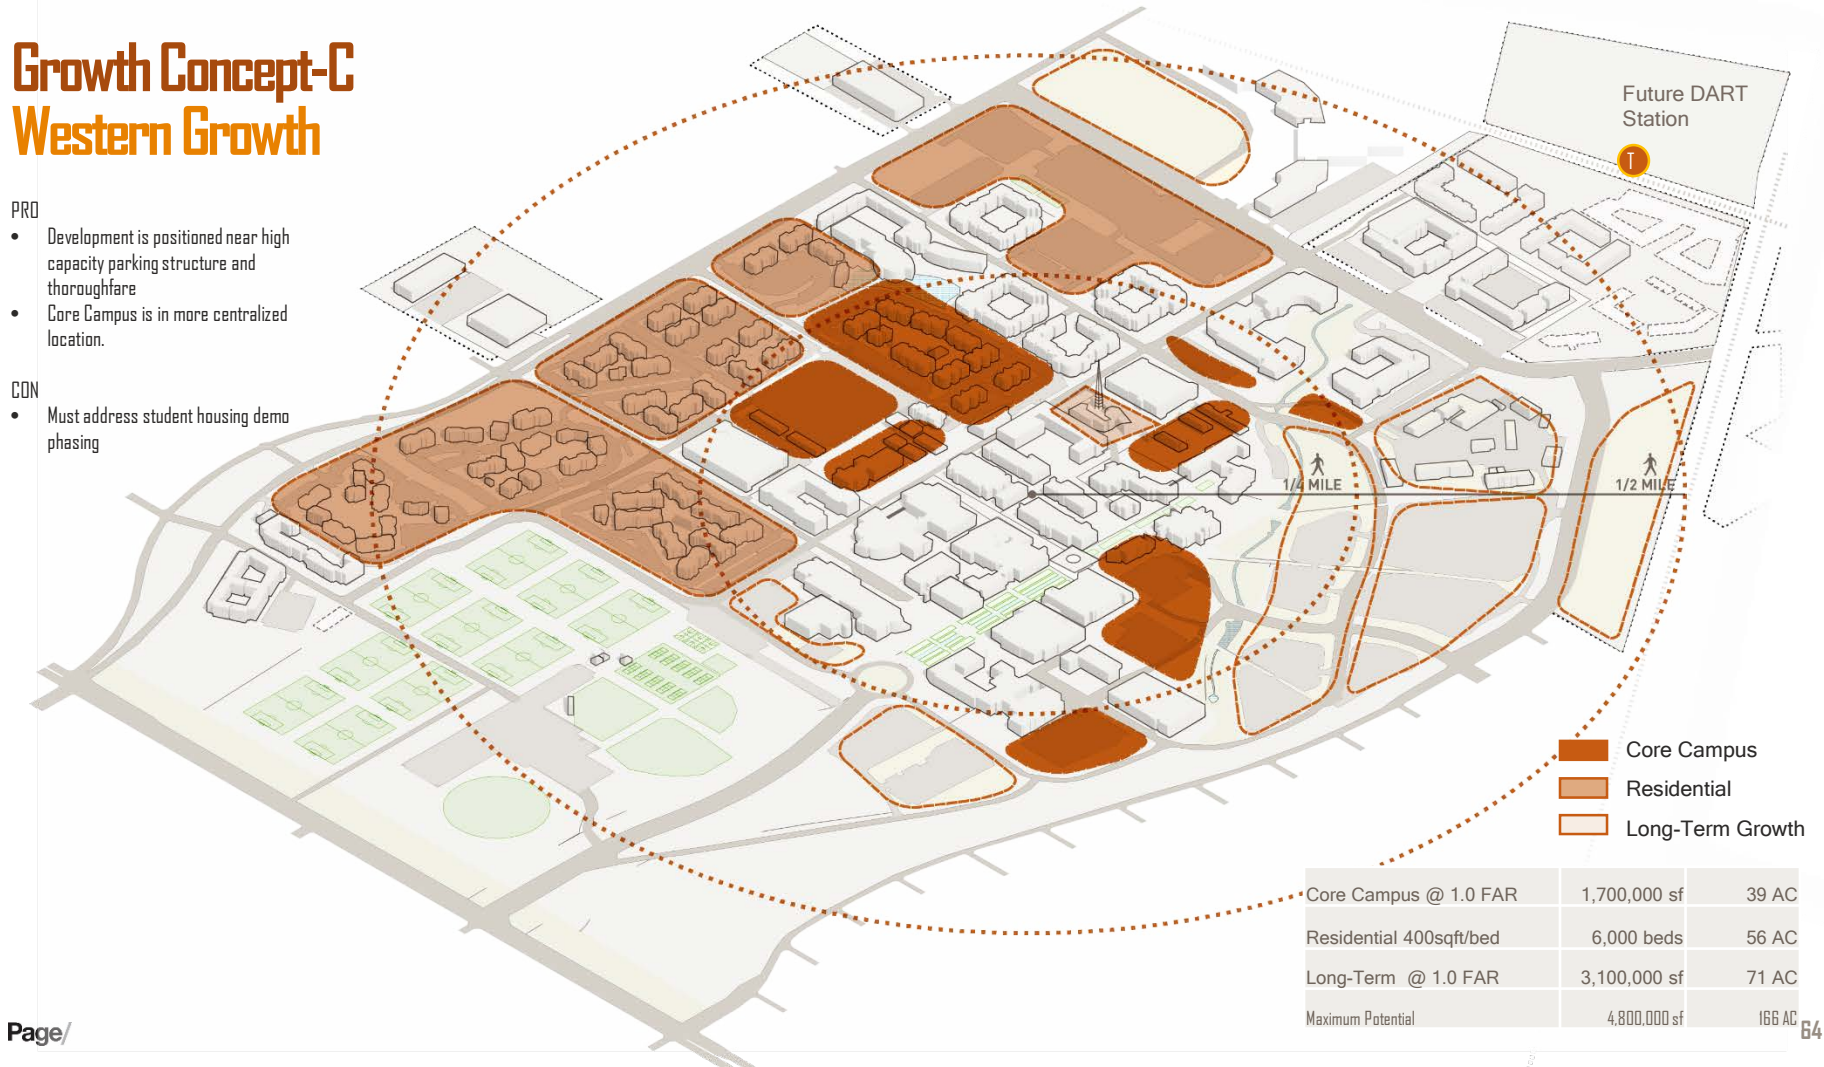 Growth Concept-C
Western Growth
PRO
• Development is positioned near high
capacity parking structure and
thoroughfare
• Core Campus is in more centralized
location.
CON
• Must address student housing demo
phasing
Future DART
Station
T
1/4 MILE
1/2 MILE
Core Campus
Residential
Long-Term Growth
Core Campus @ 1.0 FAR 1,700,000 sf 39 AC
Residential 400sqft/bed 6,000 beds 56 AC
Long-Term @ 1.0 FAR 3,100,000 sf 71 AC
Maximum Potential 4,800,000 sf 166 AC
Page/
64